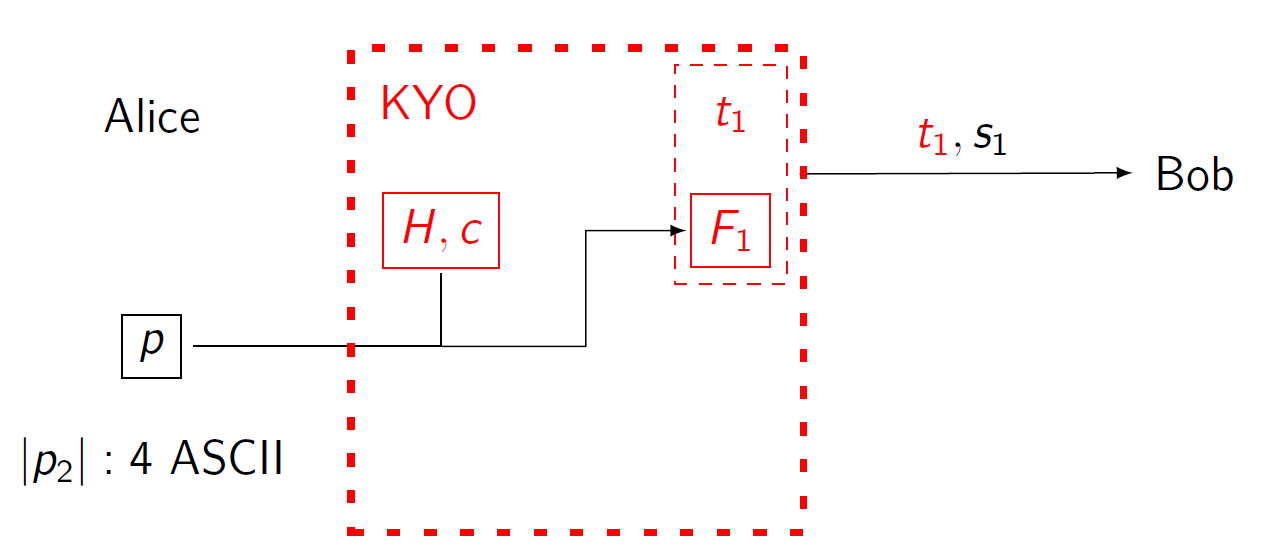 Alice
KYO
t₁
t₁, s₁
Bob
H, c
F₁
p
|p₂| : 4 ASCII